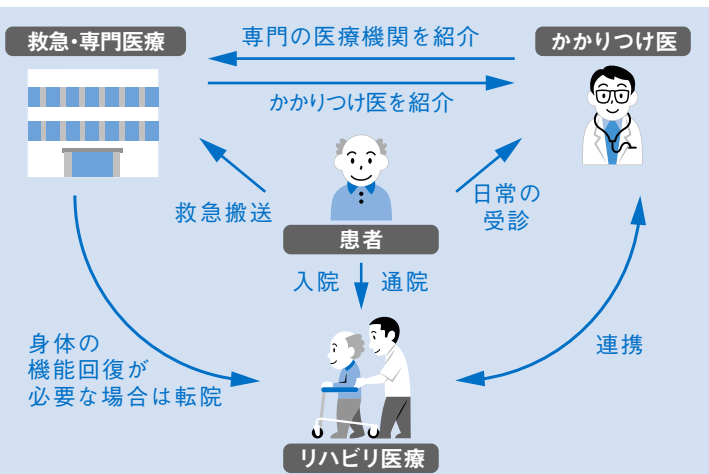 救急・専門医療
専門の医療機関を紹介
かかりつけ医
かかりつけ医を紹介
救急搬送
日常の
受診
患者
入院
通院
身体の
機能回復が
必要な場合は転院
連携
リハビリ医療